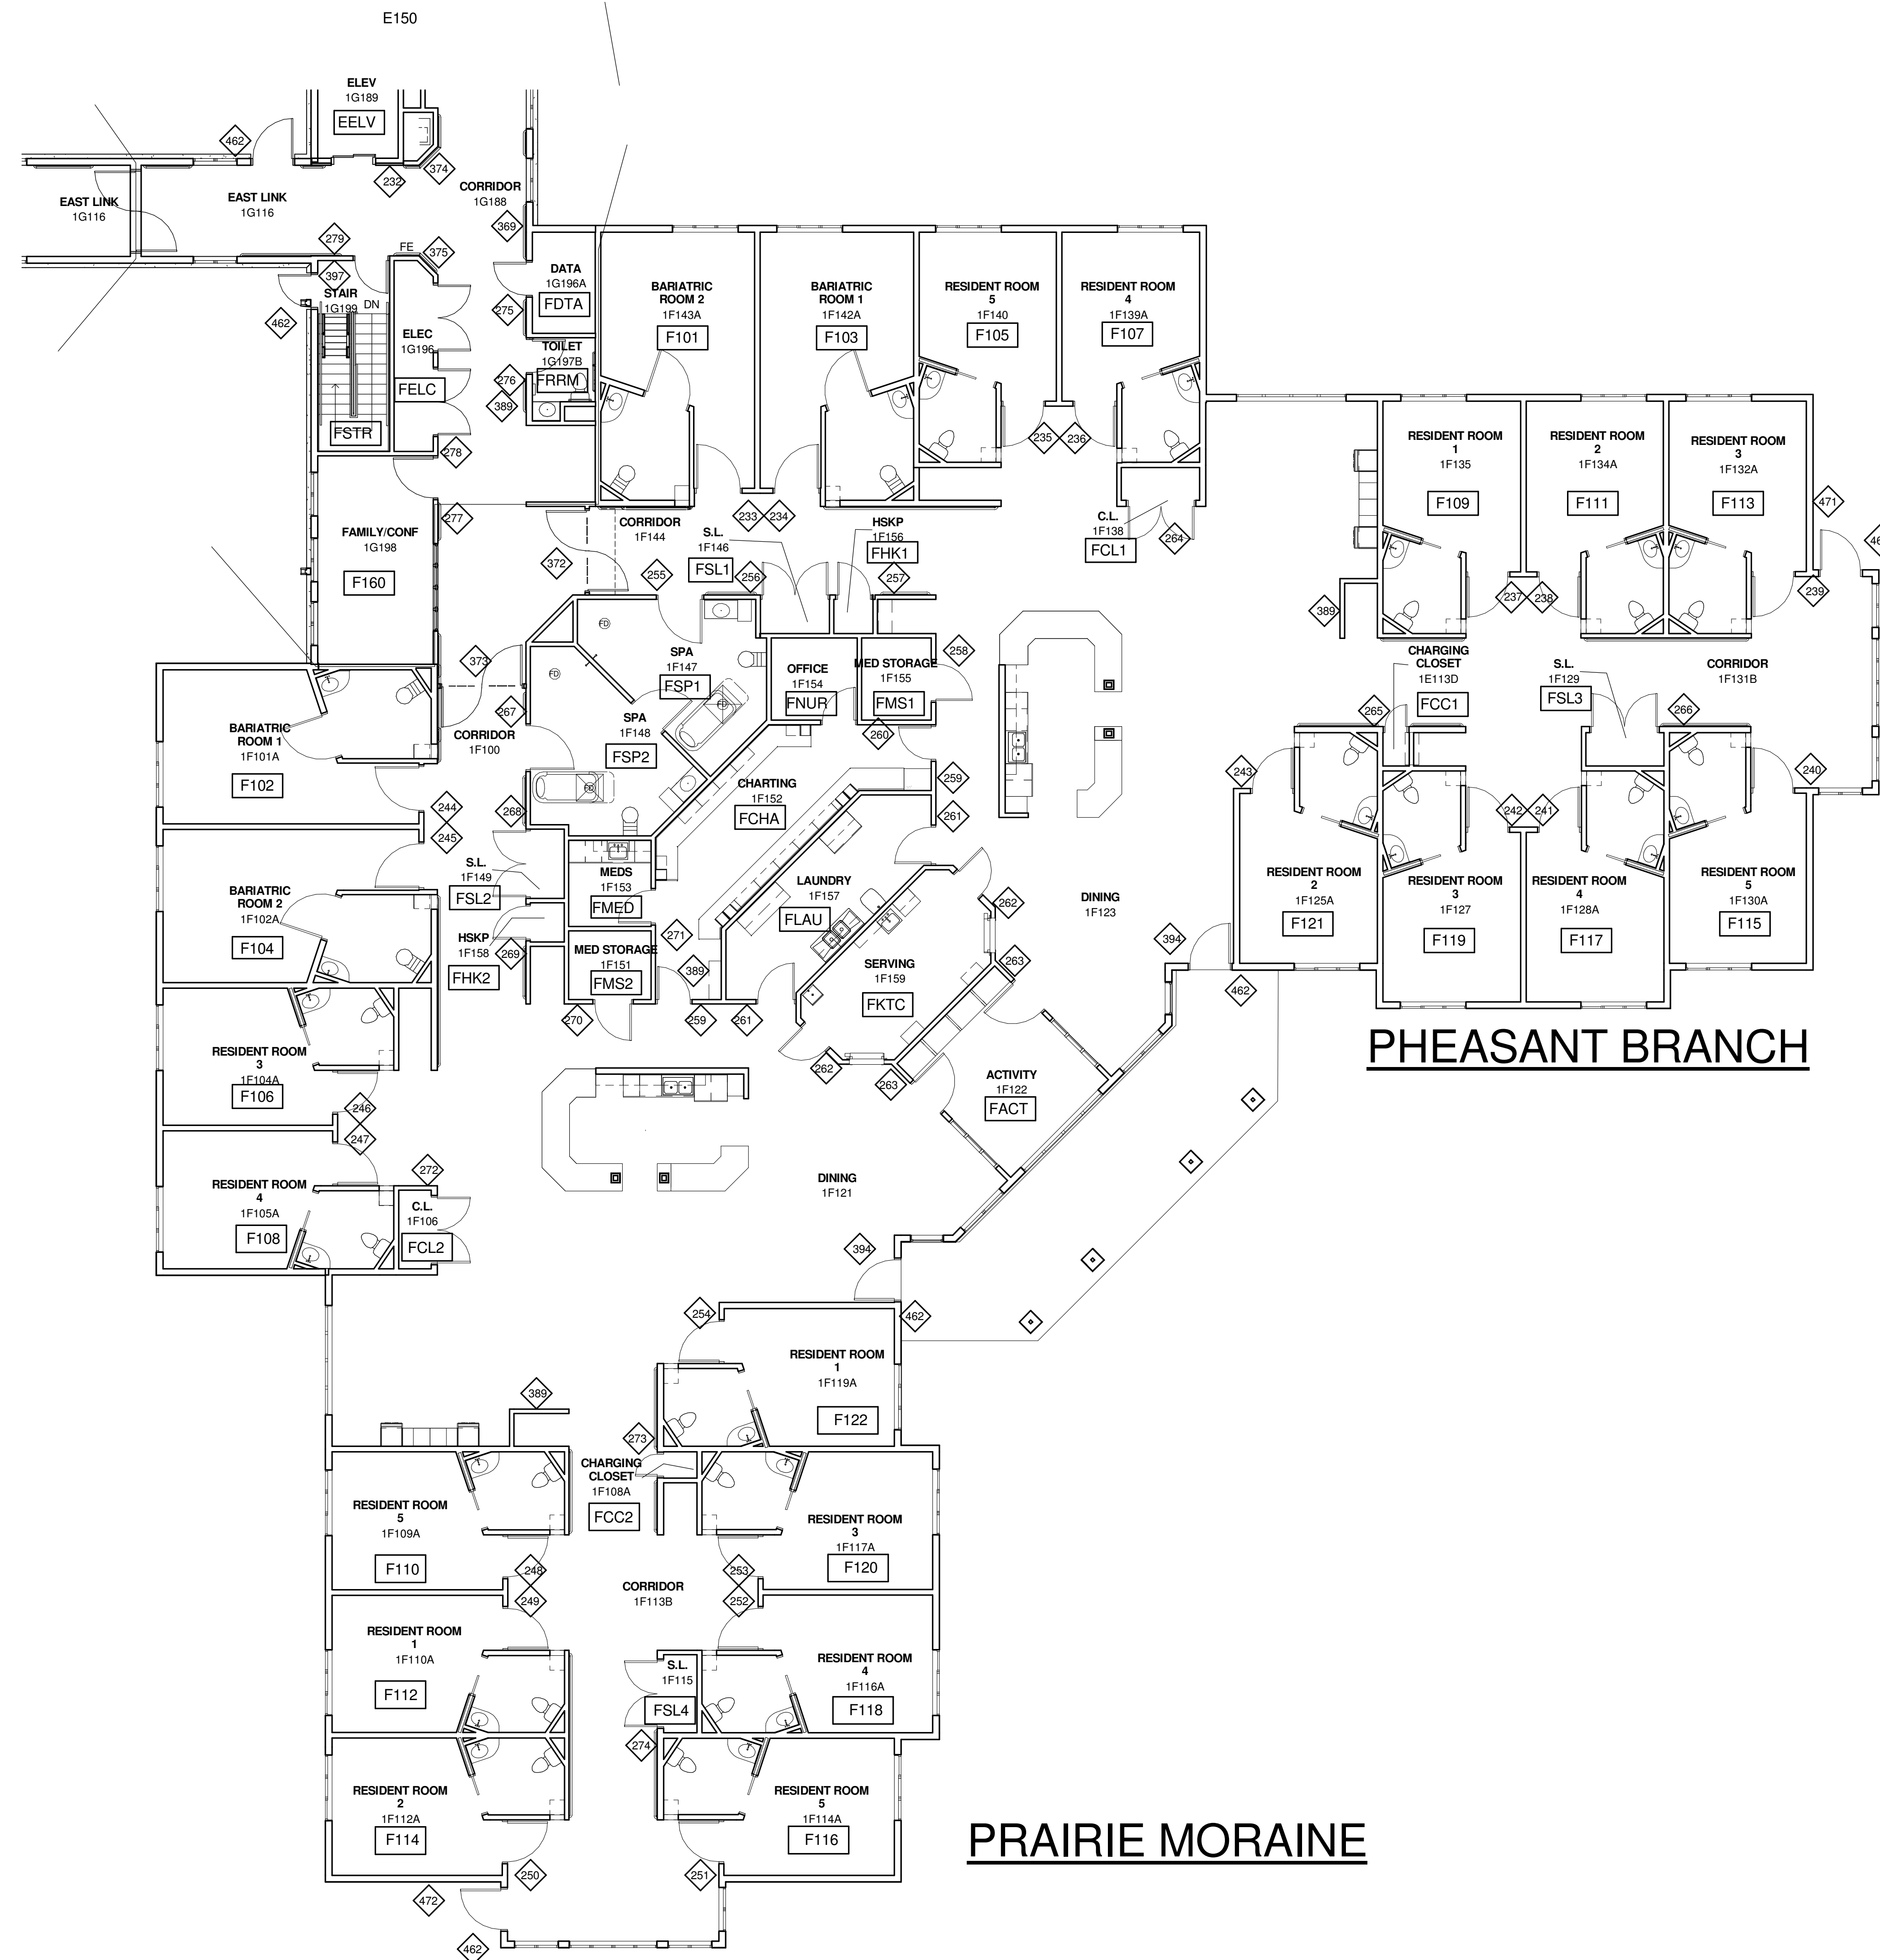 E150
ELEV
1G189
EELV
462
374
232
EAST LINK
1G116
EAST LINK
1G116
CORRIDOR
1G188
369
279
FE
375
397
STAIR
1G199
DN
462
FSTR
ELEC
1G196
FELC
278
DATA
1G196A
FDTA
275
TOILET
1G197B
FRRM
276
389
BARIATRIC
ROOM 2
1F143A
F101
BARIATRIC
ROOM 1
1F142A
F103
RESIDENT ROOM
5
1F140
F105
RESIDENT ROOM
4
1F139A
F107
235
236
RESIDENT ROOM
1
1F135
F109
RESIDENT ROOM
2
1F134A
F111
RESIDENT ROOM
3
1F132A
F113
471
FAMILY/CONF
1G198
F160
277
372
CORRIDOR
1F144
255
S.L.
1F146
FSL1
256
233
234
HSKP
1F156
FHK1
257
C.L.
1F138
FCL1
264
389
237
238
239
CHARGING
CLOSET
1E113D
FCC1
265
S.L.
1F129
FSL3
266
CORRIDOR
1F131B
373
267
CORRIDOR
1F100
FD
FD
FD
FD
SPA
1F147
FSP1
SPA
1F148
FSP2
OFFICE
1F154
FNUR
MED STORAGE
1F155
FMS1
258
260
259
261
BARIATRIC
ROOM 1
1F101A
F102
244
245
268
CHARTING
1F152
FCHA
243
242
241
240
BARIATRIC
ROOM 2
1F102A
F104
S.L.
1F149
FSL2
HSKP
1F158
FHK2
269
MEDS
1F153
FMED
MED STORAGE
1F151
FMS2
271
389
270
259
261
LAUNDRY
1F157
FLAU
SERVING
1F159
FKTC
262
263
262
263
DINING
1F123
394
462
RESIDENT ROOM
2
1F125A
F121
RESIDENT ROOM
3
1F127
F119
RESIDENT ROOM
4
1F128A
F117
RESIDENT ROOM
5
1F130A
F115
PHEASANT BRANCH
RESIDENT ROOM
3
1F104A
F106
246
247
RESIDENT ROOM
4
1F105A
F108
272
C.L.
1F106
FCL2
ACTIVITY
1F122
FACT
DINING
1F121
394
462
254
RESIDENT ROOM
1
1F119A
F122
389
273
CHARGING
CLOSET
1F108A
FCC2
RESIDENT ROOM
5
1F109A
F110
248
249
RESIDENT ROOM
3
1F117A
F120
253
252
CORRIDOR
1F113B
RESIDENT ROOM
1
1F110A
F112
S.L.
1F115
FSL4
274
RESIDENT ROOM
4
1F116A
F118
RESIDENT ROOM
2
1F112A
F114
RESIDENT ROOM
5
1F114A
F116
250
251
472
462
PRAIRIE MORAINE